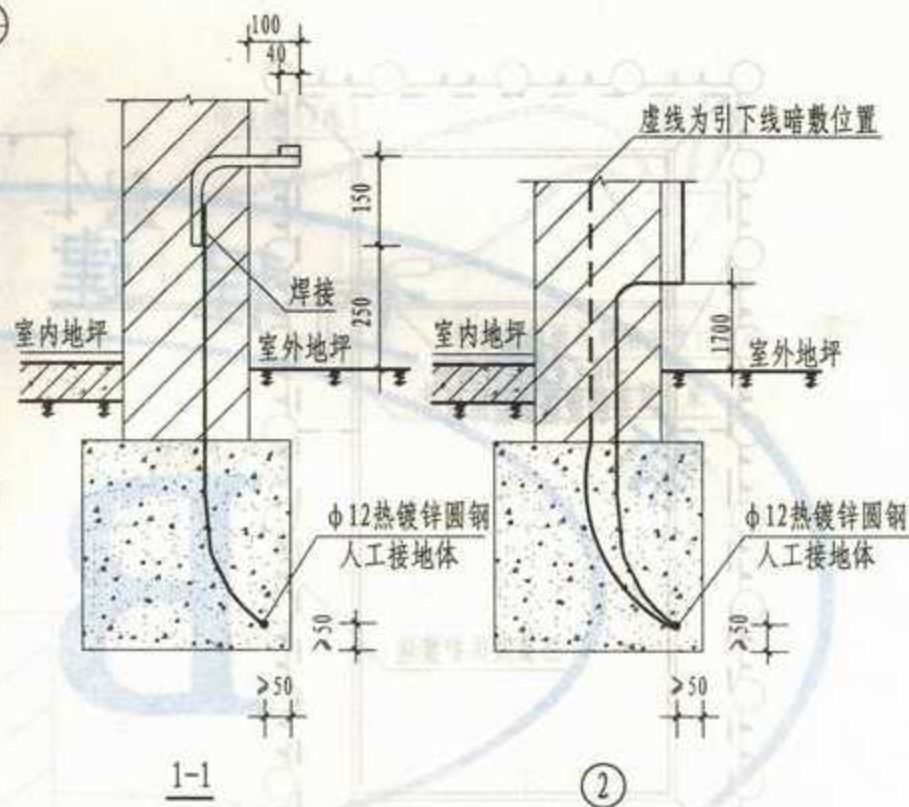 100
40
虚线为引下线暗敷位置
150
焊接
250
室内地坪
室外地坪
室内地坪
1700
室外地坪
ϕ12热镀锌圆钢
人工接地体
ϕ12热镀锌圆钢
人工接地体
>50
>50
>50
>50
1-1
2